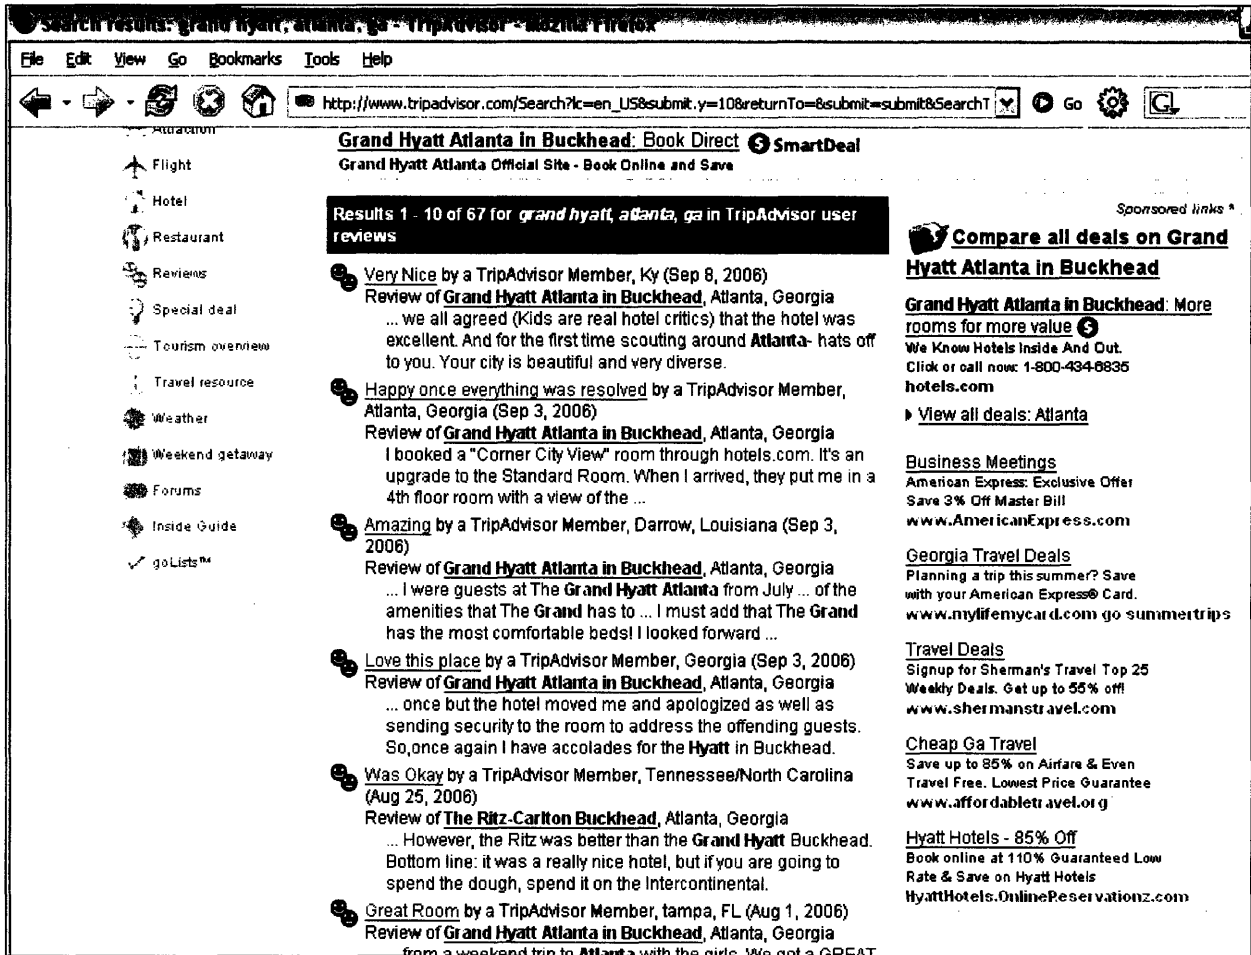 Search results: grand hyatt, atlanta, ga - TripAdvisor - Mozilla Firefox
File Edit View Go Bookmarks Tools Help
http://www.tripadvisor.com/Search?lc=en_US&submit.y=10&returnTo=&submit=submit&SearchT Go G
Attraction
Flight
Hotel
Restaurant
Reviews
Special deal
Tourism overview
Travel resource
Weather
Weekend getaway
Forums
Inside Guide
goLists™
Grand Hyatt Atlanta in Buckhead: Book Direct $ SmartDeal
Grand Hyatt Atlanta Official Site - Book Online and Save
Results 1 - 10 of 67 for grand hyatt, atlanta, ga in TripAdvisor user
reviews
Very Nice by a TripAdvisor Member, Ky (Sep 8, 2006)
Review of Grand Hyatt Atlanta in Buckhead, Atlanta, Georgia
... we all agreed (Kids are real hotel critics) that the hotel was
excellent. And for the first time scouting around Atlanta- hats off
to you. Your city is beautiful and very diverse.
Happy once everything was resolved by a TripAdvisor Member,
Atlanta, Georgia (Sep 3, 2006)
Review of Grand Hyatt Atlanta in Buckhead, Atlanta, Georgia
I booked a "Corner City View" room through hotels.com. It's an
upgrade to the Standard Room. When I arrived, they put me in a
4th floor room with a view of the ...
Amazing by a TripAdvisor Member, Darrow, Louisiana (Sep 3,
2006)
Review of Grand Hyatt Atlanta in Buckhead, Atlanta, Georgia
... I were guests at The Grand Hyatt Atlanta from July ... of the
amenities that The Grand has to ... I must add that The Grand
has the most comfortable beds! I looked forward ...
Love this place by a TripAdvisor Member, Georgia (Sep 3, 2006)
Review of Grand Hyatt Atlanta in Buckhead, Atlanta, Georgia
... once but the hotel moved me and apologized as well as
sending security to the room to address the offending guests.
So,once again I have accolades for the Hyatt in Buckhead.
Was Okay by a TripAdvisor Member, Tennessee/North Carolina
(Aug 25, 2006)
Review of The Ritz-Carlton Buckhead, Atlanta, Georgia
... However, the Ritz was better than the Grand Hyatt Buckhead.
Bottom line: it was a really nice hotel, but if you are going to
spend the dough, spend it on the Intercontinental.
Great Room by a TripAdvisor Member, tampa, FL (Aug 1, 2006)
Review of Grand Hyatt Atlanta in Buckhead, Atlanta, Georgia
... from a weekend trip to Atlanta with the girls. We got a GREAT
Sponsored links *
Compare all deals on Grand
Hyatt Atlanta in Buckhead
Grand Hyatt Atlanta in Buckhead: More
rooms for more value $
We Know Hotels Inside And Out.
Click or call now: 1-800-434-6835
hotels.com
View all deals: Atlanta
Business Meetings
American Express: Exclusive Offer
Save 3% Off Master Bill
www.AmericanExpress.com
Georgia Travel Deals
Planning a trip this summer? Save
with your American Express® Card.
www.mylifemycard.com go summertrips
Travel Deals
Signup for Sherman's Travel Top 25
Weekly Deals. Get up to 55% off!
www.shermanstravel.com
Cheap Ga Travel
Save up to 85% on Airfare & Even
Travel Free. Lowest Price Guarantee
www.affordabletravel.org
Hyatt Hotels - 85% Off
Book online at 110% Guaranteed Low
Rate & Save on Hyatt Hotels
HyattHotels.OnlineReservationz.com